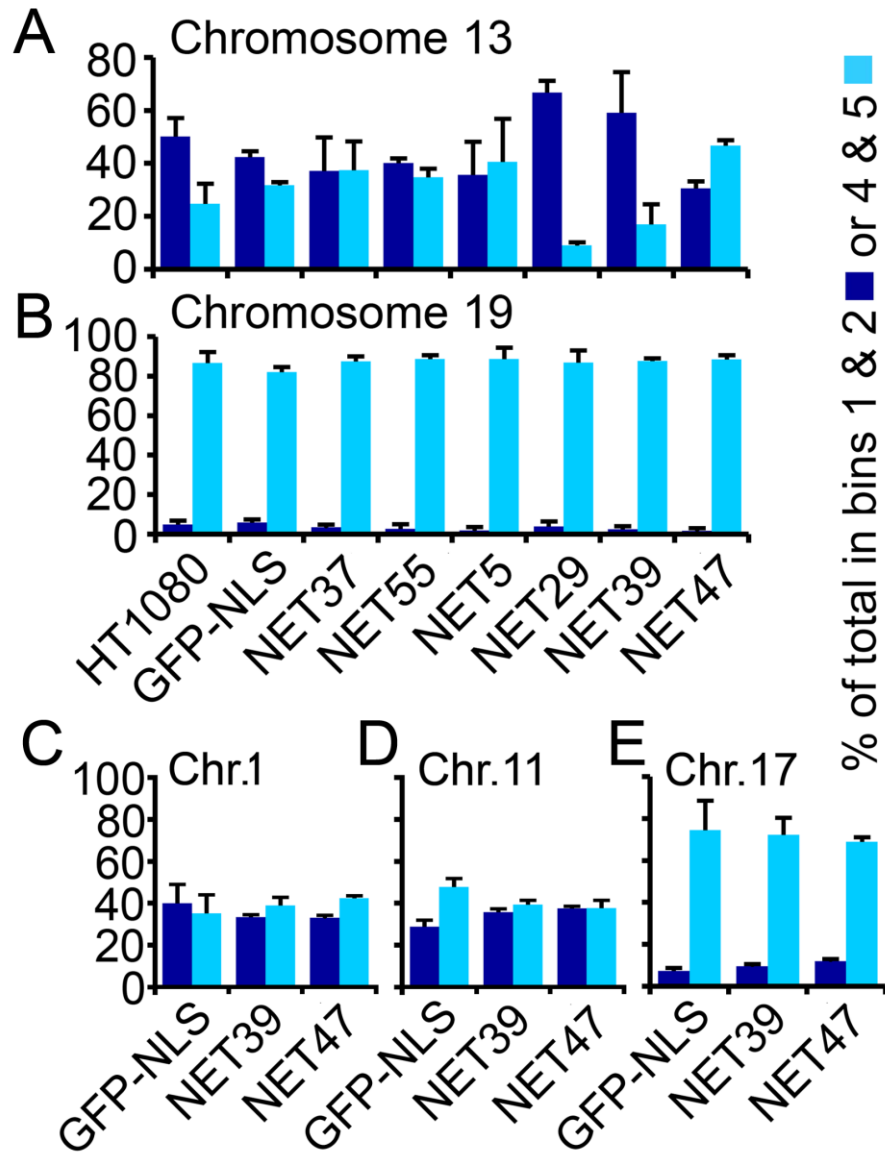 A
Chromosome 13
80
60
40
20
0
B
Chromosome 19
100
80
60
40
20
0
HT1080
GFP-NLS
NET37
NET55
NET5
NET29
NET39
NET47
% of total in bins 1 & 2 or 4 & 5
C
Chr.1
100
80
60
40
20
0
GFP-NLS
NET39
NET47
D
Chr.11
GFP-NLS
NET39
NET47
E
Chr.17
GFP-NLS
NET39
NET47